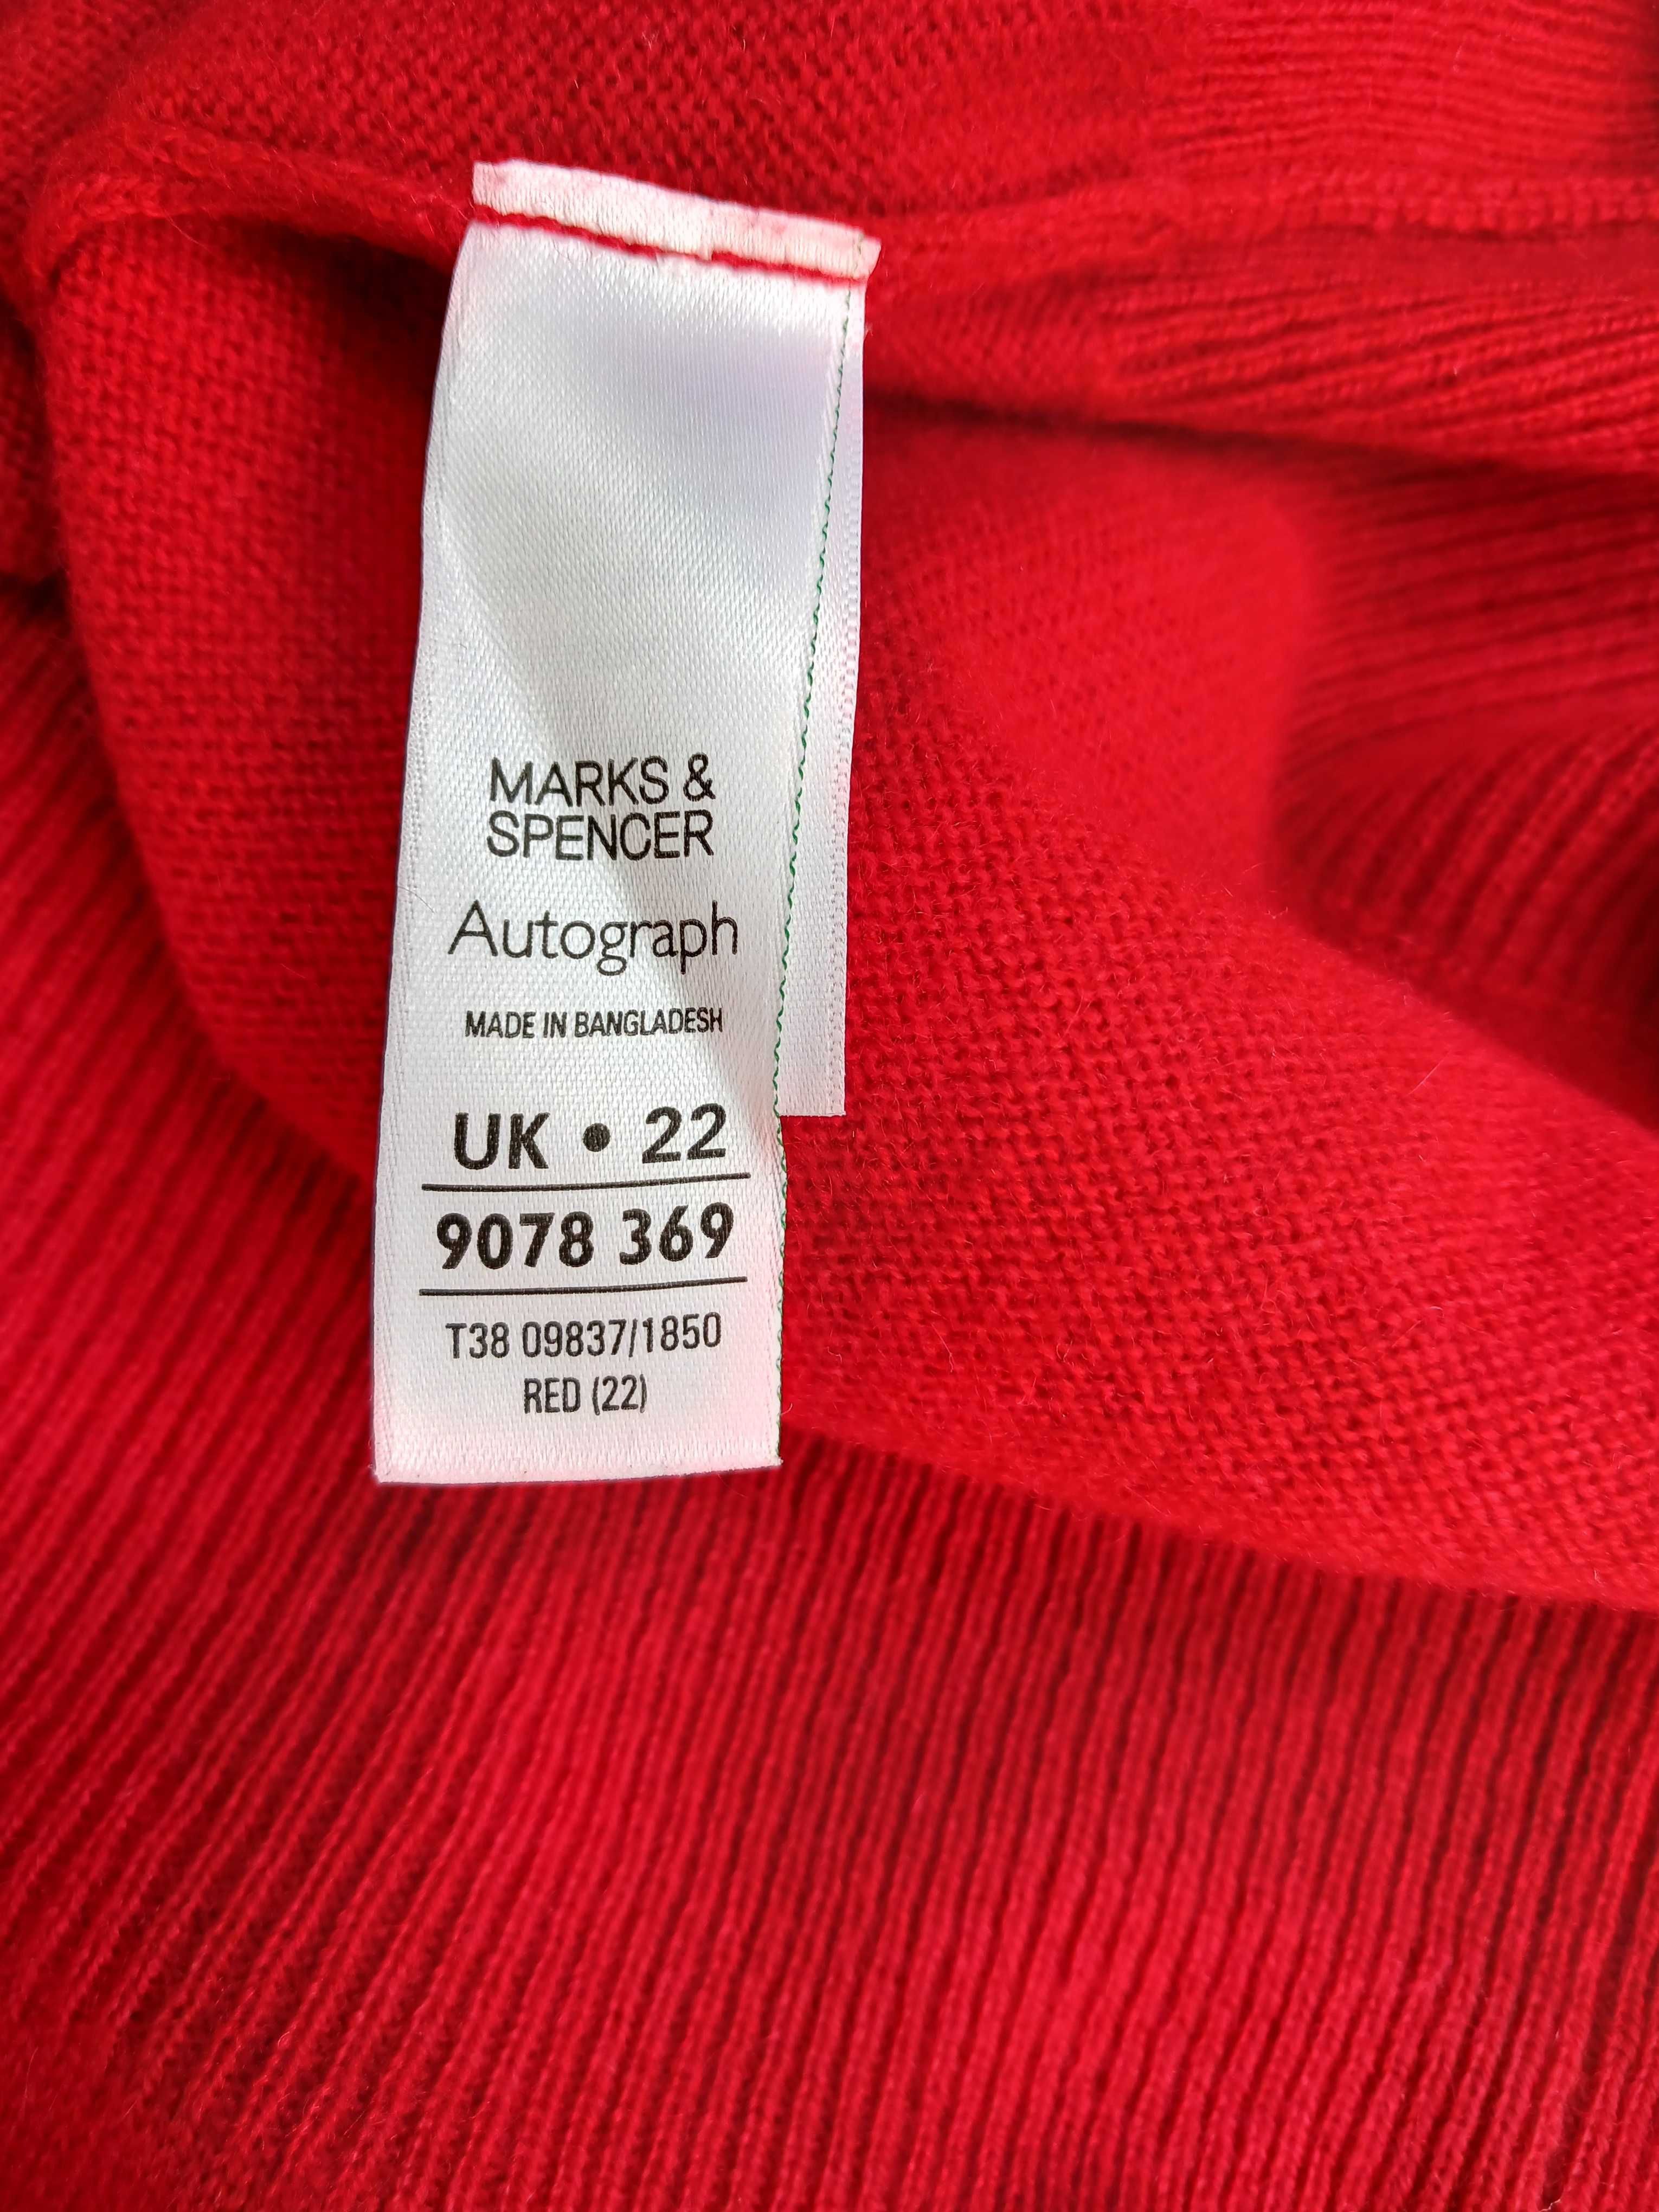 MARKS &
SPENCER
Autograph
MADE IN BANGLADESH
UK • 22
9078 369
T38 09837/1850
RED (22)